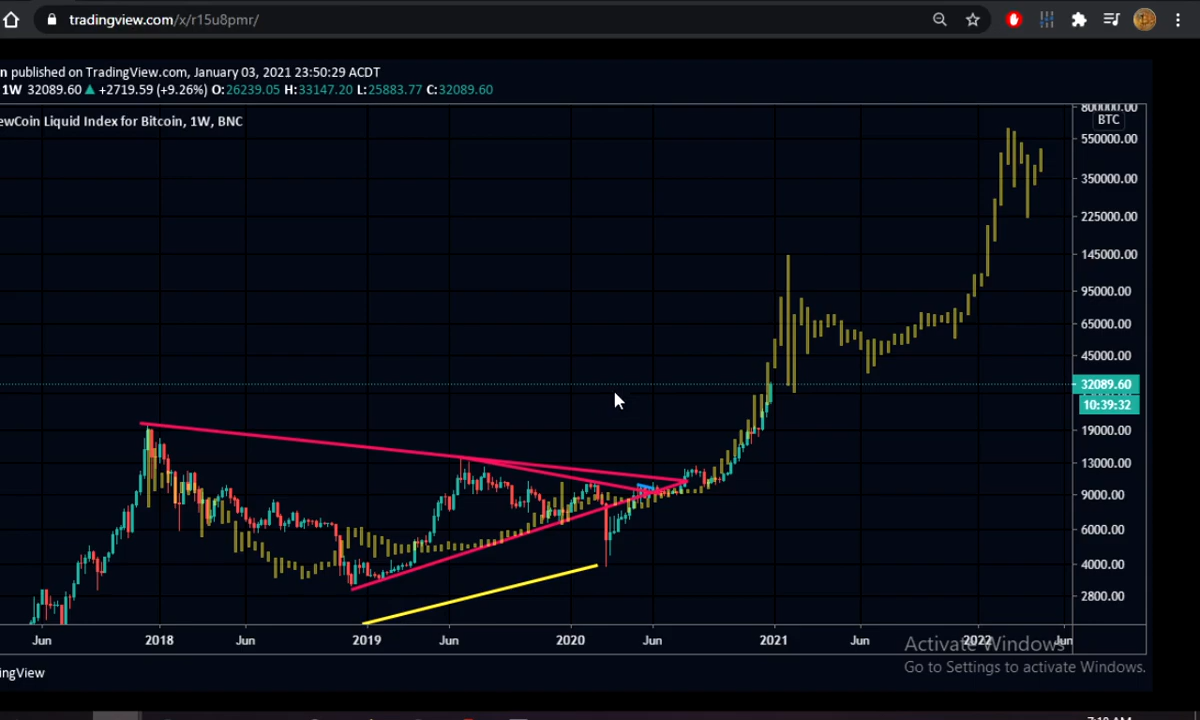 tradingview.com/x/r15u8pmr/
n published on TradingView.com, January 03, 2021 23:50:29 ACDT
1W 32089.60 ▲ +2719.59 (+9.26%) O:26239.05 H:33147.20 L:25883.77 C:32089.60
ewCoin Liquid Index for Bitcoin, 1W, BNC
800000.00
BTC
550000.00
350000.00
225000.00
145000.00
95000.00
65000.00
45000.00
32089.60
10:39:32
19000.00
13000.00
9000.00
6000.00
4000.00
2800.00
Jun 2018 Jun 2019 Jun 2020 Jun 2021 Jun 2022 Jun
Activate Windows
Go to Settings to activate Windows.
ingView